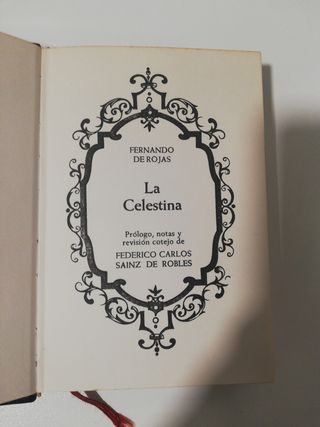 FERNANDO
DE ROJAS
La
Celestina
Prólogo, notas y
revisión cotejo de
FEDERICO CARLOS
SAINZ DE ROBLES